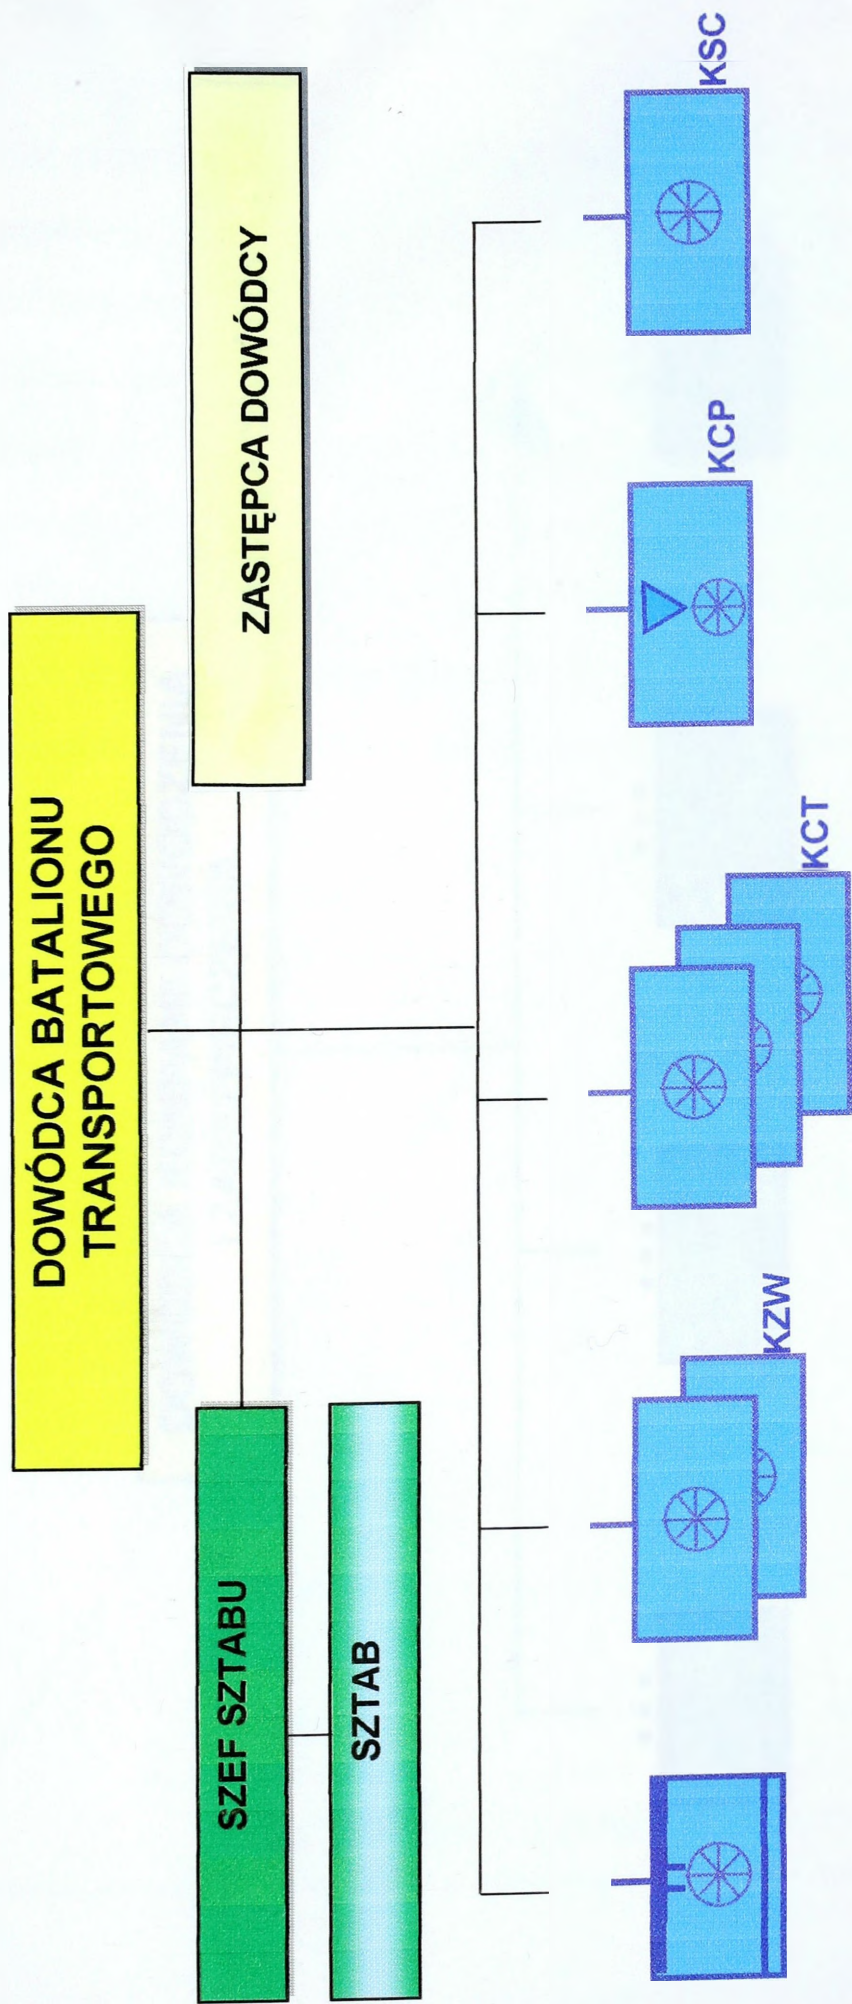 DOWÓDCA BATALIONU
TRANSPORTOWEGO
SZEF SZTABU
ZASTĘPCA DOWÓDCY
SZTAB
KZW
KCT
KCP
KSC